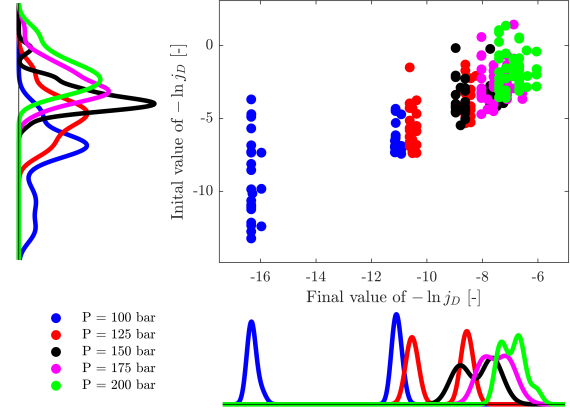 0
-5
-10
Inital value of − ln j_D [-]
-16 -14 -12 -10 -8 -6
Final value of − ln j_D [-]
P = 100 bar
P = 125 bar
P = 150 bar
P = 175 bar
P = 200 bar